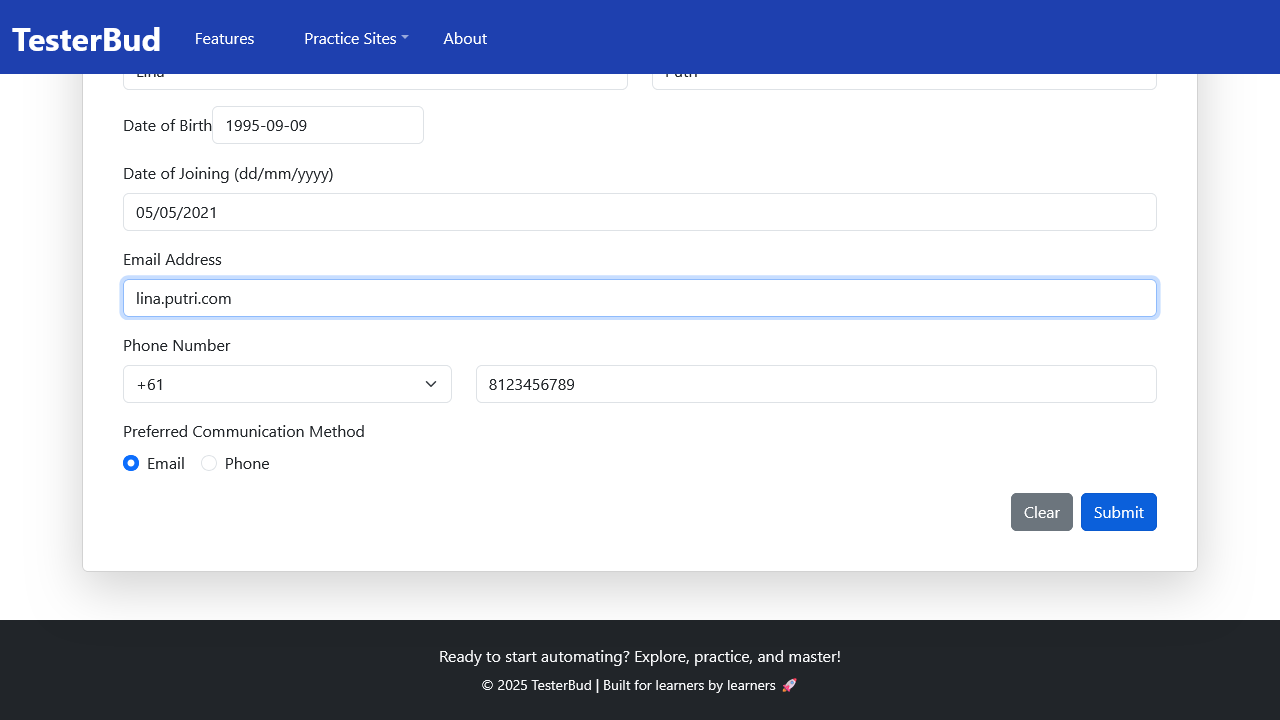 TesterBud
Features
Practice Sites
About
Lina
Putri
Date of Birth
1995-09-09
Date of Joining (dd/mm/yyyy)
05/05/2021
Email Address
lina.putri.com
Phone Number
+61
8123456789
Preferred Communication Method
Email
Phone
Clear
Submit
Ready to start automating? Explore, practice, and master!
© 2025 TesterBud | Built for learners by learners 🚀